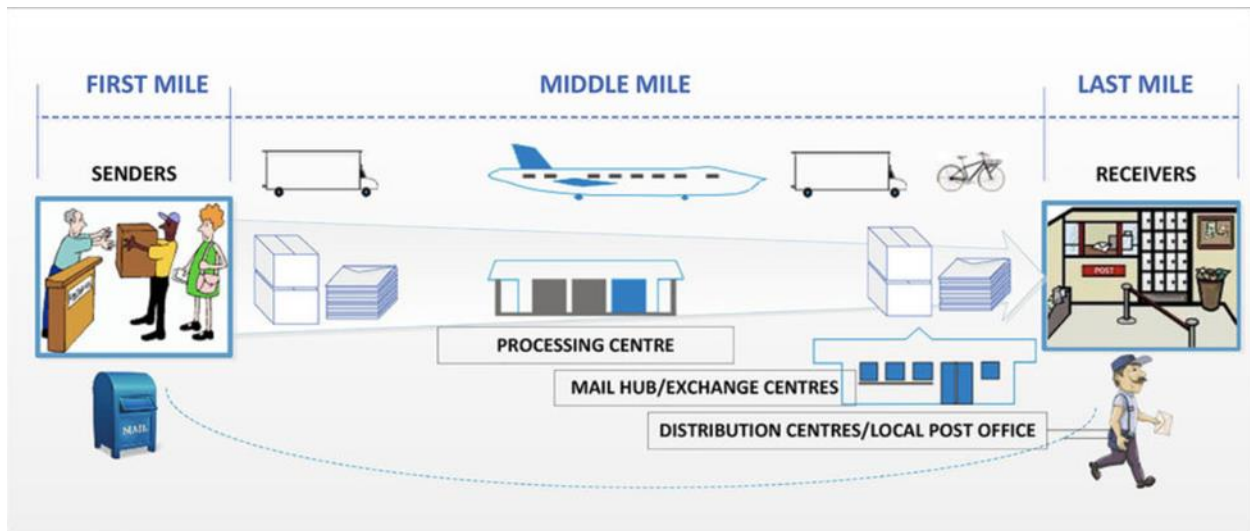 FIRST MILE
MIDDLE MILE
LAST MILE
SENDERS
RECEIVERS
POST
PROCESSING CENTRE
MAIL HUB/EXCHANGE CENTRES
MAIL
DISTRIBUTION CENTRES/LOCAL POST OFFICE